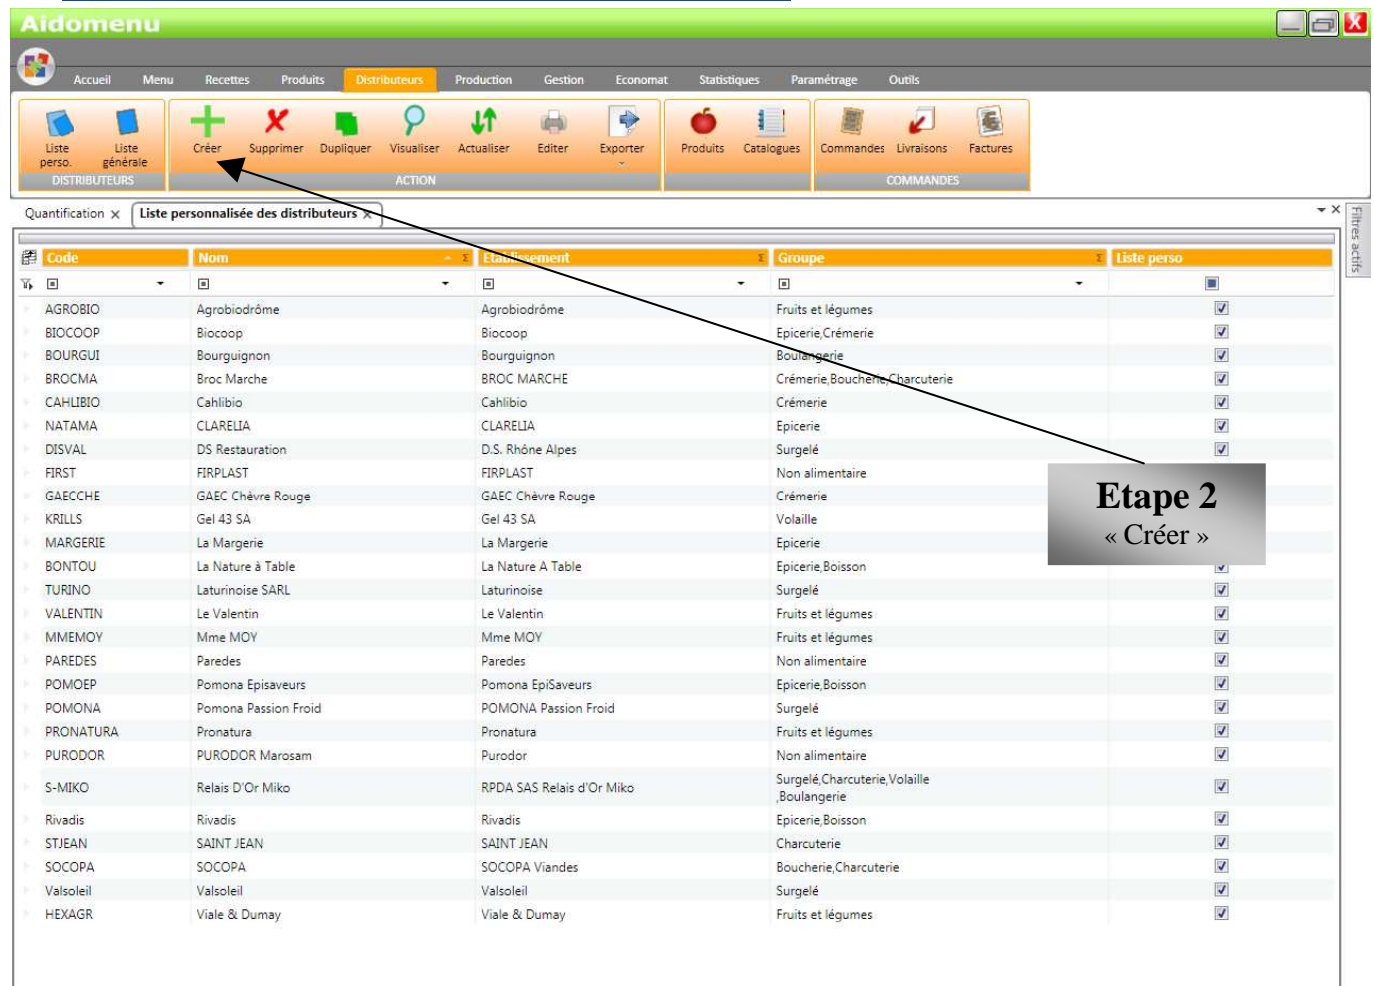 Aidomenu
Accueil Menu Recettes Produits Distributeurs Production Gestion Economat Statistiques Paramétrage Outils
Liste perso. Liste générale Créer Supprimer Dupliquer Visualiser Actualiser Editer Exporter Produits Catalogues Commandes Livraisons Factures
DISTRIBUTEURS ACTION COMMANDES
Quantification x Liste personnalisée des distributeurs x
Filtres actifs
Code Nom Etablissement Groupe Liste perso
AGROBIO Agrobiodrôme Agrobiodrôme Fruits et légumes
BIOCOOP Biocoop Biocoop Epicerie,Crémerie
BOURGUI Bourguignon Bourguignon Boulangerie
BROCMA Broc Marche BROC MARCHE Crémerie,Boucherie,Charcuterie
CAHLIBIO Cahlibio Cahlibio Crémerie
NATAMA CLARELIA CLARELIA Epicerie
DISVAL DS Restauration D.S. Rhône Alpes Surgelé
FIRST FIRPLAST FIRPLAST Non alimentaire
GAECCHE GAEC Chèvre Rouge GAEC Chèvre Rouge Crémerie
KRILLS Gel 43 SA Gel 43 SA Volaille
MARGERIE La Margerie La Margerie Epicerie
BONTOU La Nature à Table La Nature A Table Epicerie,Boisson
TURINO Laturinoise SARL Laturinoise Surgelé
VALENTIN Le Valentin Le Valentin Fruits et légumes
MMEMOY Mme MOY Mme MOY Fruits et légumes
PAREDES Paredes Paredes Non alimentaire
POMOEP Pomona Episaveurs Pomona EpiSaveurs Epicerie,Boisson
POMONA Pomona Passion Froid POMONA Passion Froid Surgelé
PRONATURA Pronatura Pronatura Fruits et légumes
PURODOR PURODOR Marosam Purodor Non alimentaire
S-MIKO Relais D'Or Miko RPDA SAS Relais d'Or Miko Surgelé,Charcuterie,Volaille
,Boulangerie
Rivadis Rivadis Rivadis Epicerie,Boisson
STJEAN SAINT JEAN SAINT JEAN Charcuterie
SOCOPA SOCOPA SOCOPA Viandes Boucherie,Charcuterie
Valsoleil Valsoleil Valsoleil Surgelé
HEXAGR Viale & Dumay Viale & Dumay Fruits et légumes
Etape 2
« Créer »